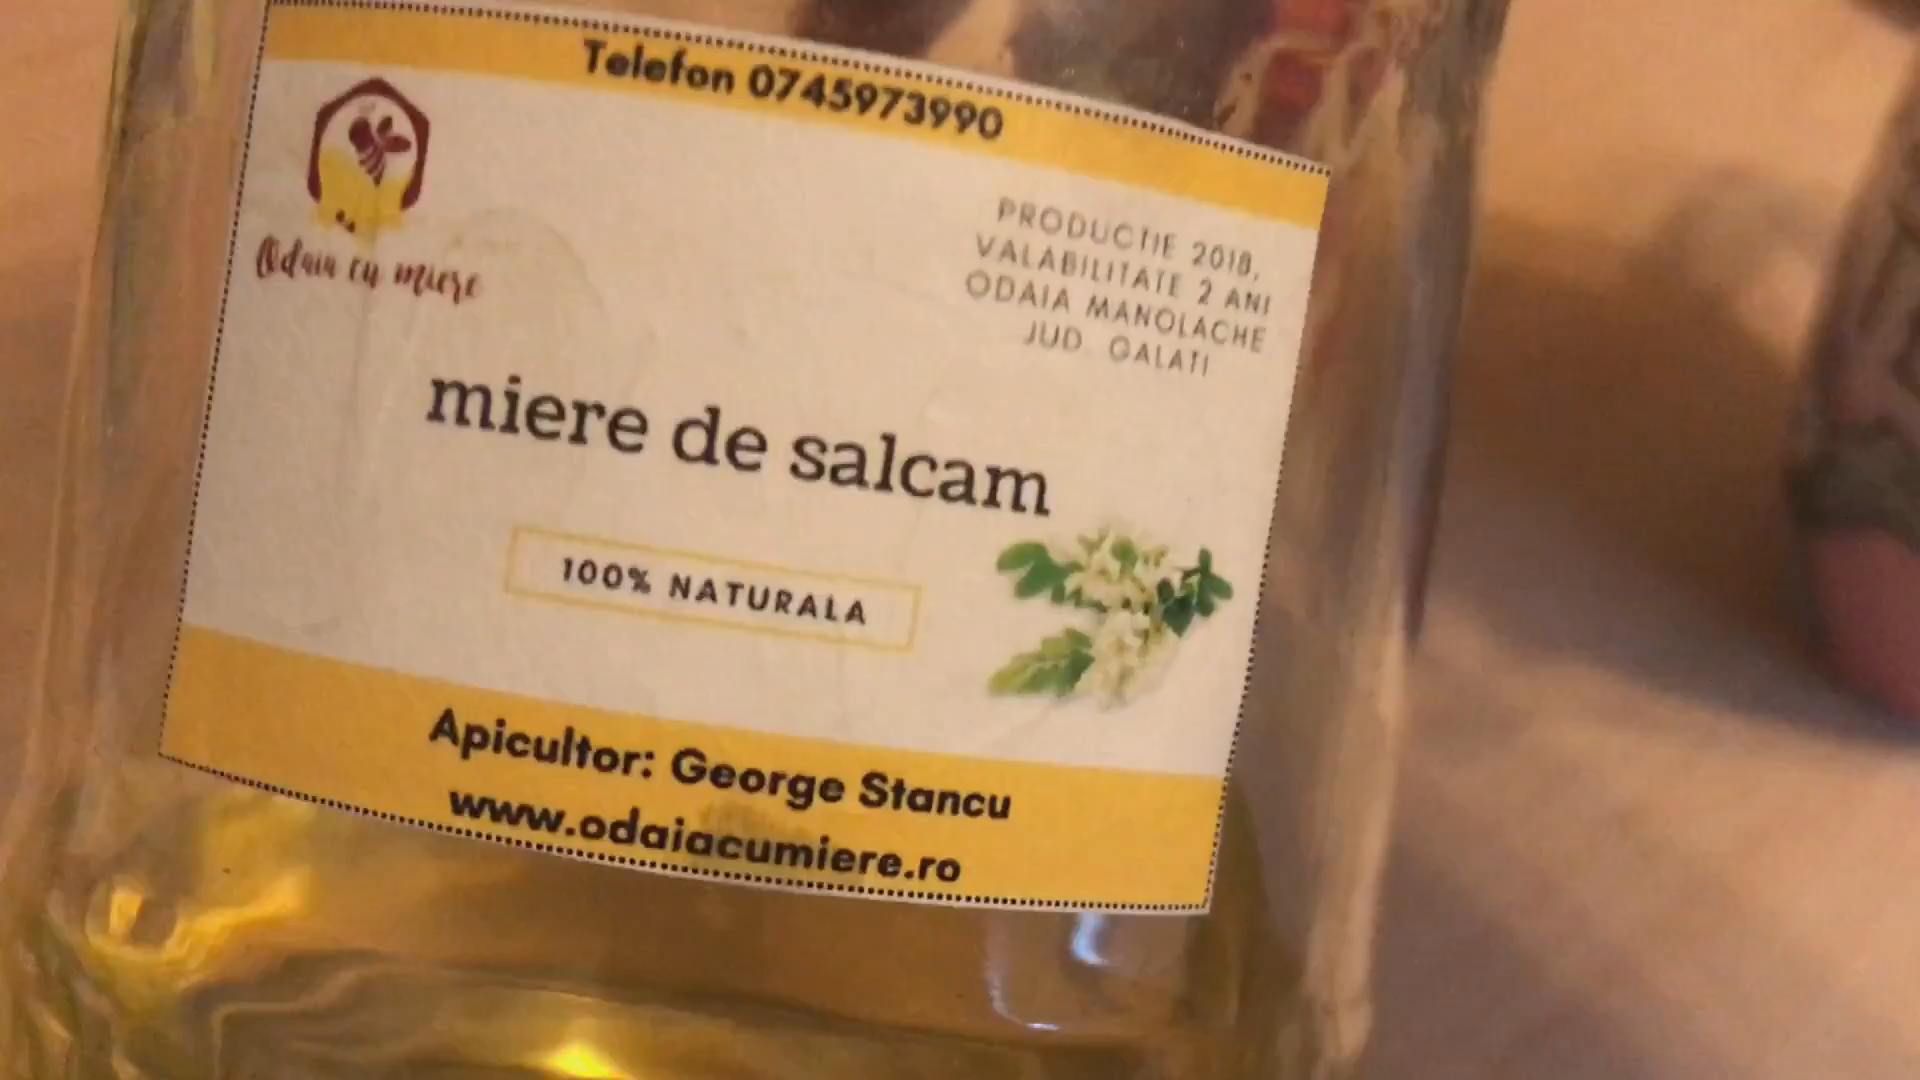 Telefon 0745973990
Odaia cu miere
PRODUCTIE 2018,
VALABILITATE 2 ANI
ODAIA MANOLACHE
JUD. GALATI
miere de salcam
100% NATURALA
Apicultor: George Stancu
www.odaiacumiere.ro